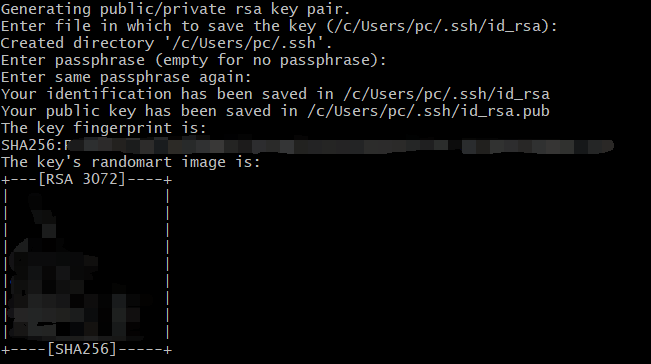 Generating public/private rsa key pair.
Enter file in which to save the key (/c/Users/pc/.ssh/id_rsa):
Created directory '/c/Users/pc/.ssh'.
Enter passphrase (empty for no passphrase):
Enter same passphrase again:
Your identification has been saved in /c/Users/pc/.ssh/id_rsa
Your public key has been saved in /c/Users/pc/.ssh/id_rsa.pub
The key fingerprint is:
SHA256:
The key's randomart image is:
+---[RSA 3072]----+
|                 |
|                 |
|                 |
|                 |
|                 |
|                 |
|                 |
|                 |
|                 |
+----[SHA256]-----+